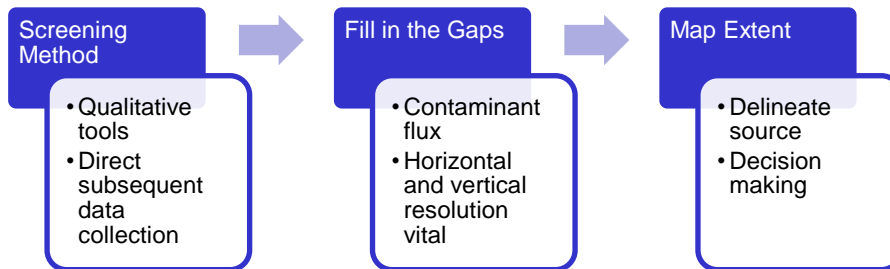 Screening
Method
• Qualitative
tools
• Direct
subsequent
data
collection
Fill in the Gaps
• Contaminant
flux
• Horizontal
and vertical
resolution
vital
Map Extent
• Delineate
source
• Decision
making